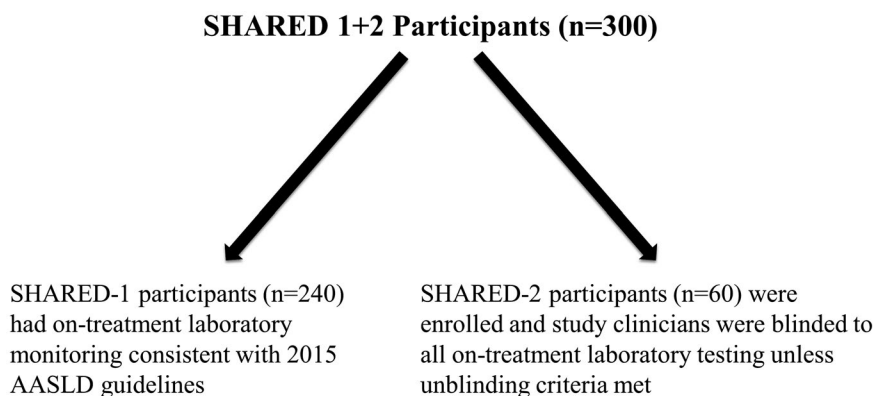 SHARED 1+2 Participants (n=300)
SHARED-1 participants (n=240)
had on-treatment laboratory
monitoring consistent with 2015
AASLD guidelines
SHARED-2 participants (n=60) were
enrolled and study clinicians were blinded to
all on-treatment laboratory testing unless
unblinding criteria met